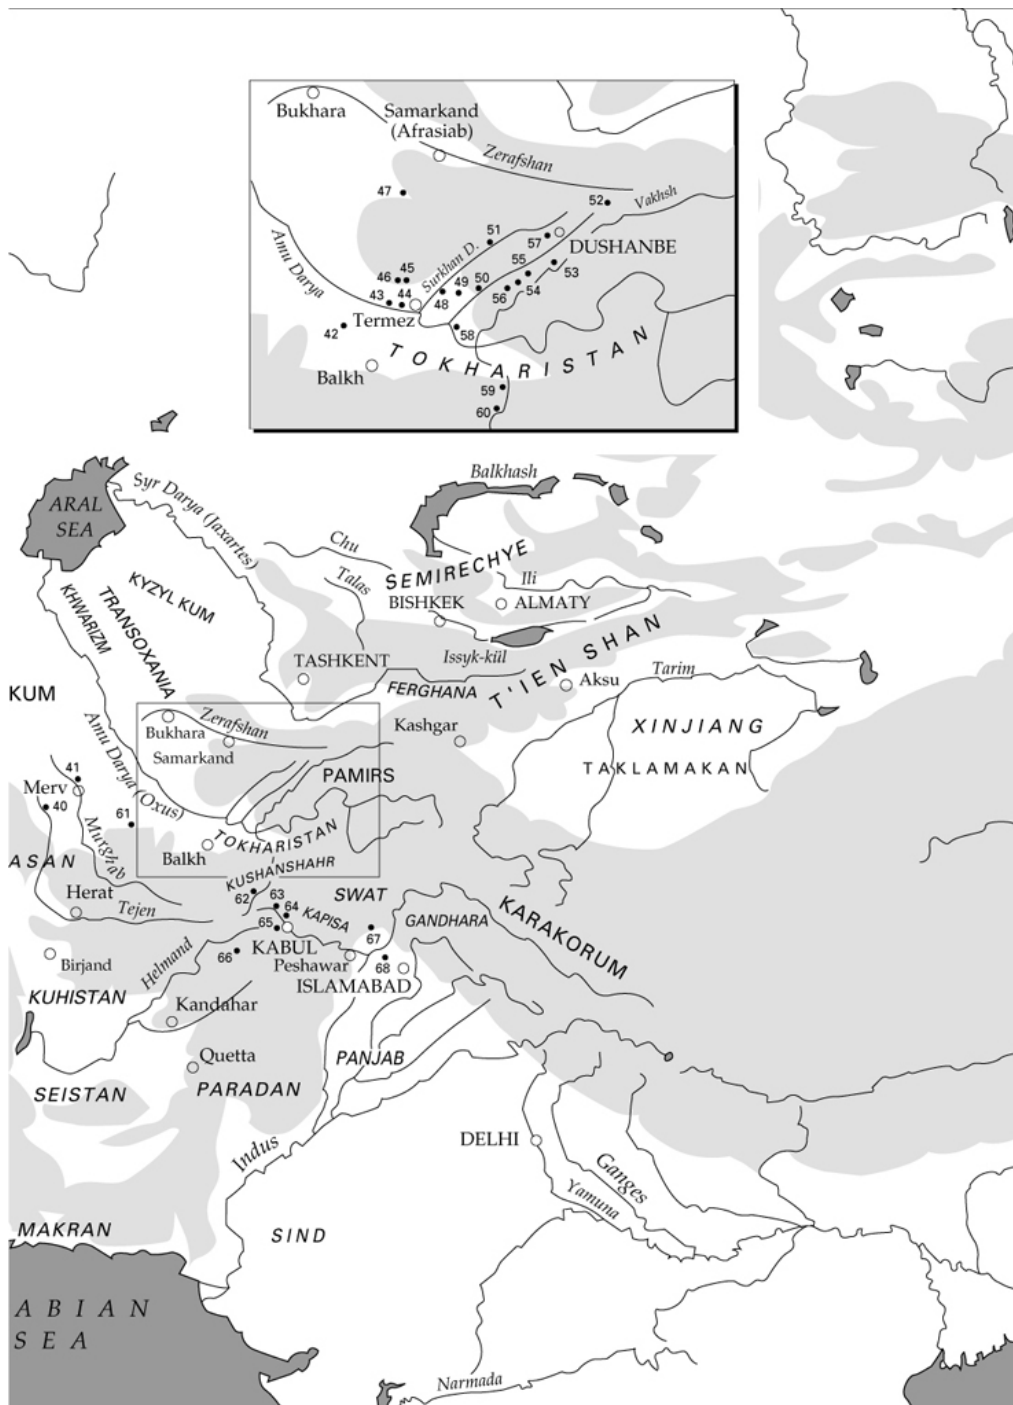 Bukhara
Samarkand
(Afrasiab)
Zerafshan
47
52
Vakhsh
51
57
DUSHANBE
Amu Darya
Surkhan D.
46
45
55
53
43
44
48
49
50
56
54
42
Termez
58
TOKHARISTAN
Balkh
59
60
Balkhash
Syr Darya (Jaxartes)
ARAL
SEA
Chu
SEMIRECHYE
Talas
Ili
KYZYL KUM
BISHKEK
ALMATY
KHWARIZM
TRANSOXANIA
Issyk-kül
T'IEN SHAN
TASHKENT
FERGHANA
Aksu
Tarim
KUM
Bukhara
Zerafshan
Kashgar
XINJIANG
Samarkand
TAKLAMAKAN
Amu Darya (Oxus)
PAMIRS
41
Merv
40
61
Murghab
TOKHARISTAN
Balkh
ASAN
KUSHANSHAHR
Herat
62
63
SWAT
Tejen
64
KAPISA
GANDHARA
KARAKORUM
65
67
KABUL
66
Helmand
Peshawar
68
Birjand
ISLAMABAD
KUHISTAN
Kandahar
Quetta
PANJAB
SEISTAN
PARADAN
Indus
DELHI
Ganges
Yamuna
MAKRAN
SIND
ABIAN
SEA
Narmada